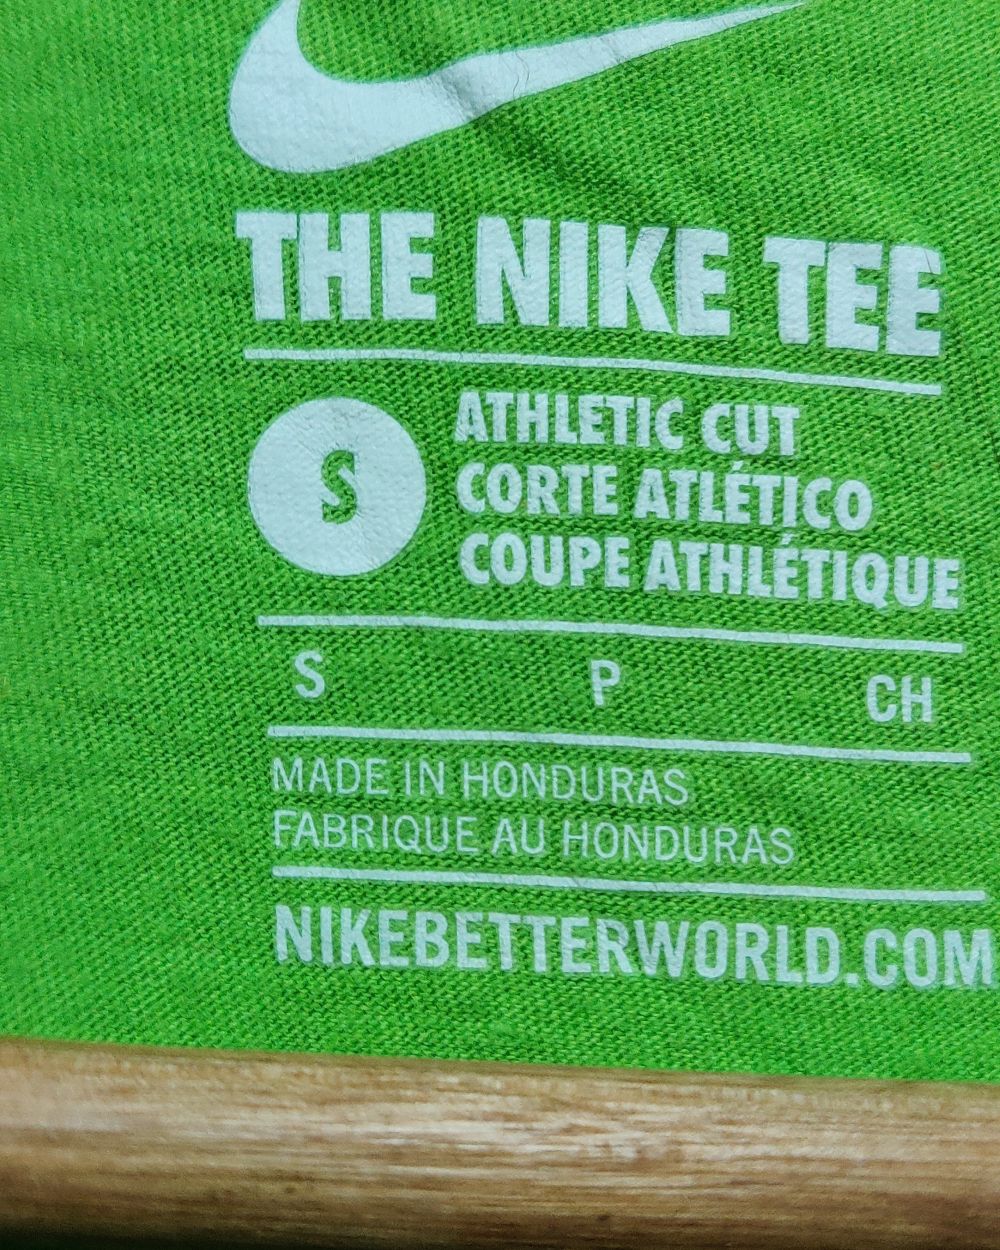 THE NIKE TEE
S
ATHLETIC CUT
CORTE ATLÉTICO
COUPE ATHLÉTIQUE
S P CH
MADE IN HONDURAS
FABRIQUE AU HONDURAS
NIKEBETTERWORLD.COM